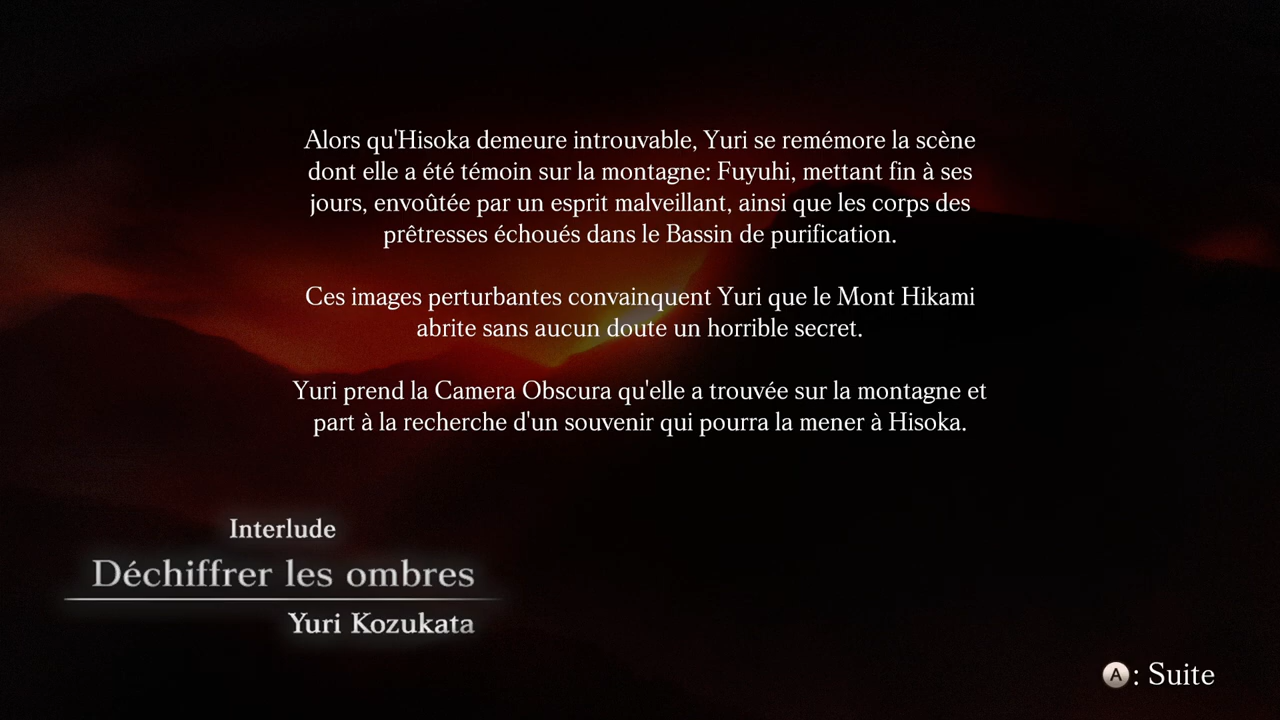 Alors qu'Hisoka demeure introuvable, Yuri se remémore la scène
dont elle a été témoin sur la montagne: Fuyuhi, mettant fin à ses
jours, envoûtée par un esprit malveillant, ainsi que les corps des
prêtresses échoués dans le Bassin de purification.
Ces images perturbantes convainquent Yuri que le Mont Hikami
abrite sans aucun doute un horrible secret.
Yuri prend la Camera Obscura qu'elle a trouvée sur la montagne et
part à la recherche d'un souvenir qui pourra la mener à Hisoka.
Interlude
Déchiffrer les ombres
Yuri Kozukata
A : Suite